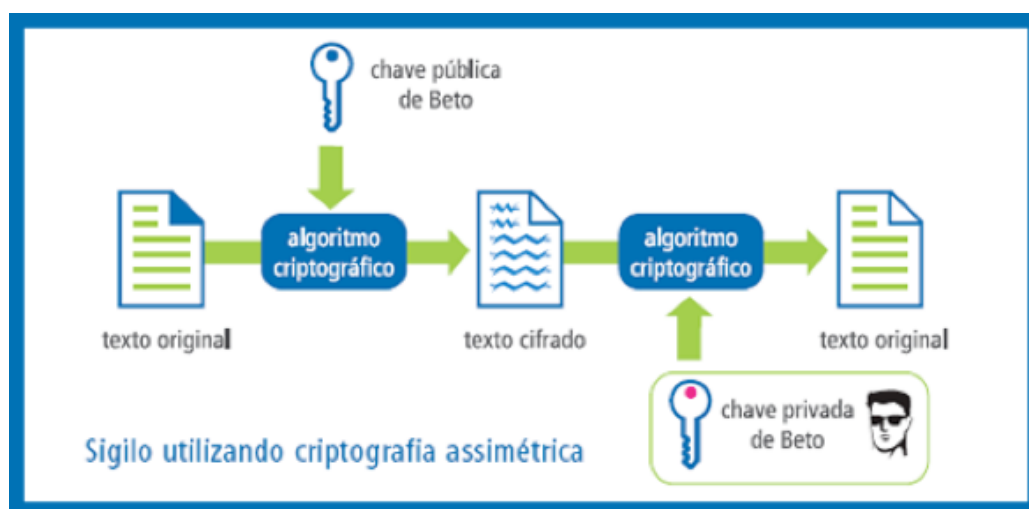 chave pública
de Beto
algoritmo
criptográfico
algoritmo
criptográfico
texto original
texto cifrado
texto original
chave privada
de Beto
Sigilo utilizando criptografia assimétrica